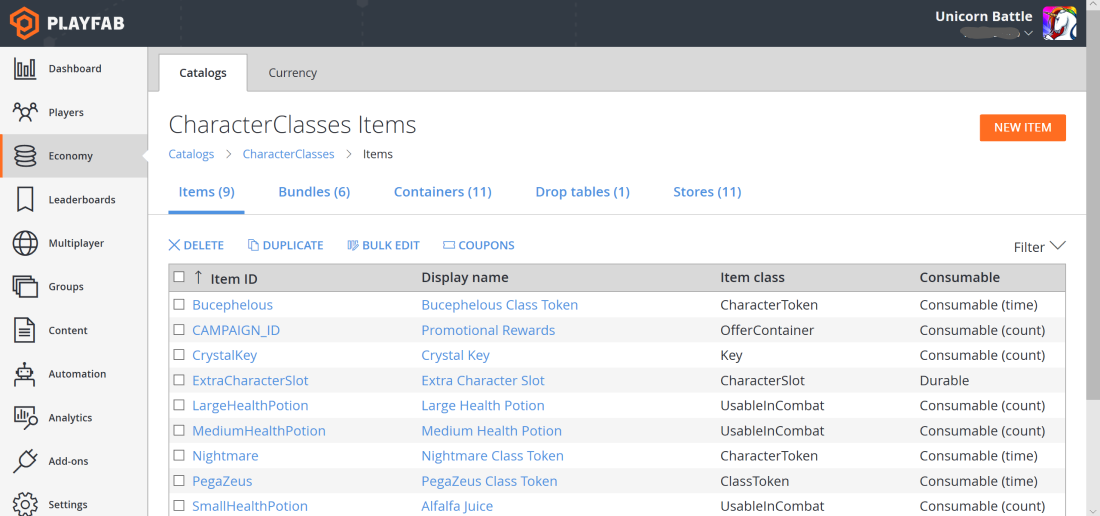 PLAYFAB
Unicorn Battle
Dashboard
Players
Economy
Leaderboards
Multiplayer
Groups
Content
Automation
Analytics
Add-ons
Settings
Catalogs Currency
CharacterClasses Items
NEW ITEM
Catalogs > CharacterClasses > Items
Items (9) Bundles (6) Containers (11) Drop tables (1) Stores (11)
DELETE DUPLICATE BULK EDIT COUPONS
Filter
↑ Item ID Display name Item class Consumable
Bucephelous Bucephelous Class Token CharacterToken Consumable (time)
CAMPAIGN_ID Promotional Rewards OfferContainer Consumable (count)
CrystalKey Crystal Key Key Consumable (count)
ExtraCharacterSlot Extra Character Slot CharacterSlot Durable
LargeHealthPotion Large Health Potion UsableInCombat Consumable (count)
MediumHealthPotion Medium Health Potion UsableInCombat Consumable (count)
Nightmare Nightmare Class Token CharacterToken Consumable (time)
PegaZeus PegaZeus Class Token ClassToken Consumable (time)
SmallHealthPotion Alfalfa Juice UsableInCombat Consumable (count)